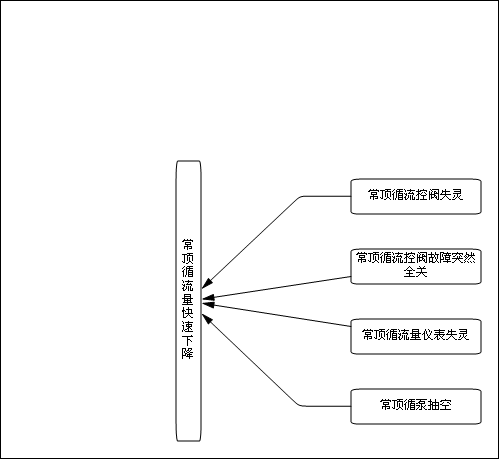 常顶循流量快速下降
常顶循流控阀失灵
常顶循流控阀故障突然
全关
常顶循流量仪表失灵
常顶循泵抽空